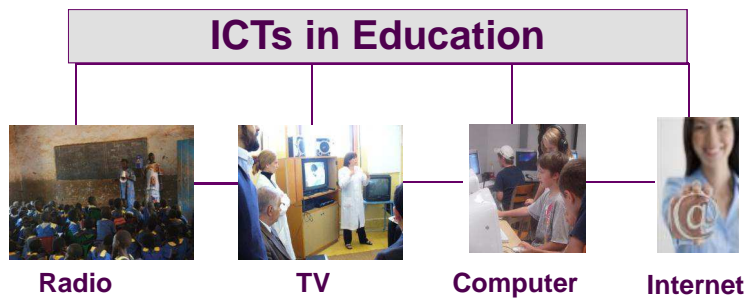 ICTs in Education
Radio
TV
Computer
Internet
@